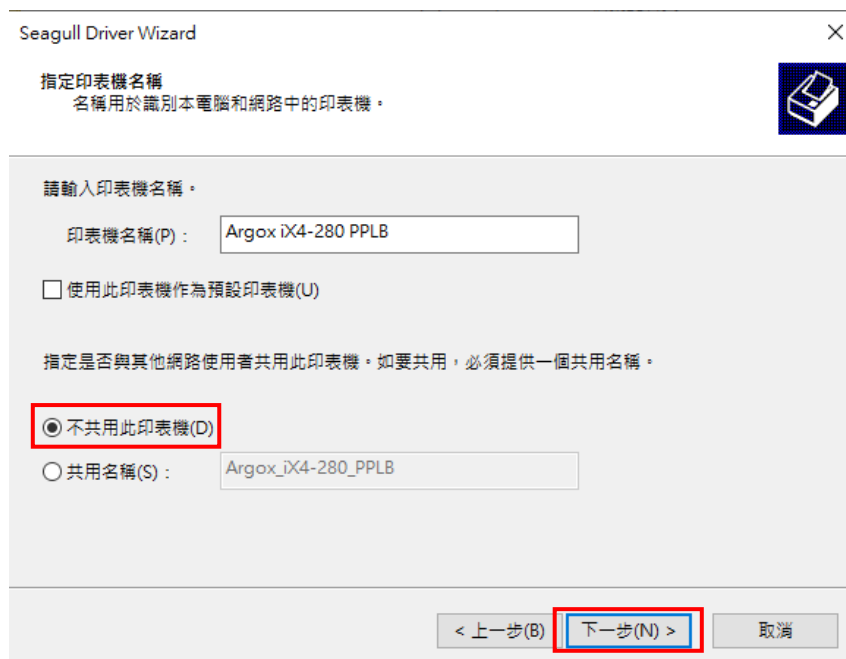 Seagull Driver Wizard
指定印表機名稱
名稱用於識別本電腦和網路中的印表機。
請輸入印表機名稱。
印表機名稱(P)： Argox iX4-280 PPLB
使用此印表機作為預設印表機(U)
指定是否與其他網路使用者共用此印表機。如要共用，必須提供一個共用名稱。
不共用此印表機(D)
共用名稱(S)： Argox_iX4-280_PPLB
< 上一步(B) 下一步(N) > 取消